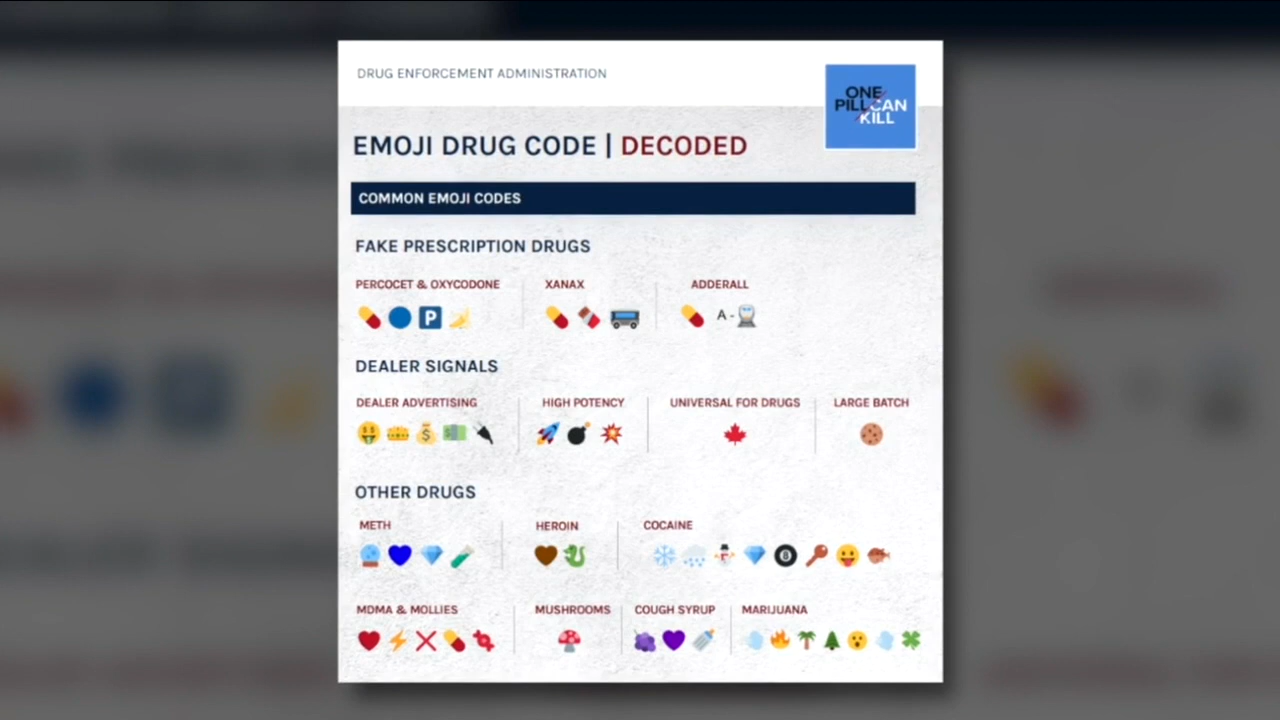 DRUG ENFORCEMENT ADMINISTRATION
ONE
PILL CAN
KILL
EMOJI DRUG CODE | DECODED
COMMON EMOJI CODES
FAKE PRESCRIPTION DRUGS
PERCOCET & OXYCODONE XANAX ADDERALL
💊🔵🅿️🍌 💊🍫🚎 💊 A-🚆
DEALER SIGNALS
DEALER ADVERTISING HIGH POTENCY UNIVERSAL FOR DRUGS LARGE BATCH
OTHER DRUGS
METH HEROIN COCAINE
8
MDMA & MOLLIES MUSHROOMS COUGH SYRUP MARIJUANA